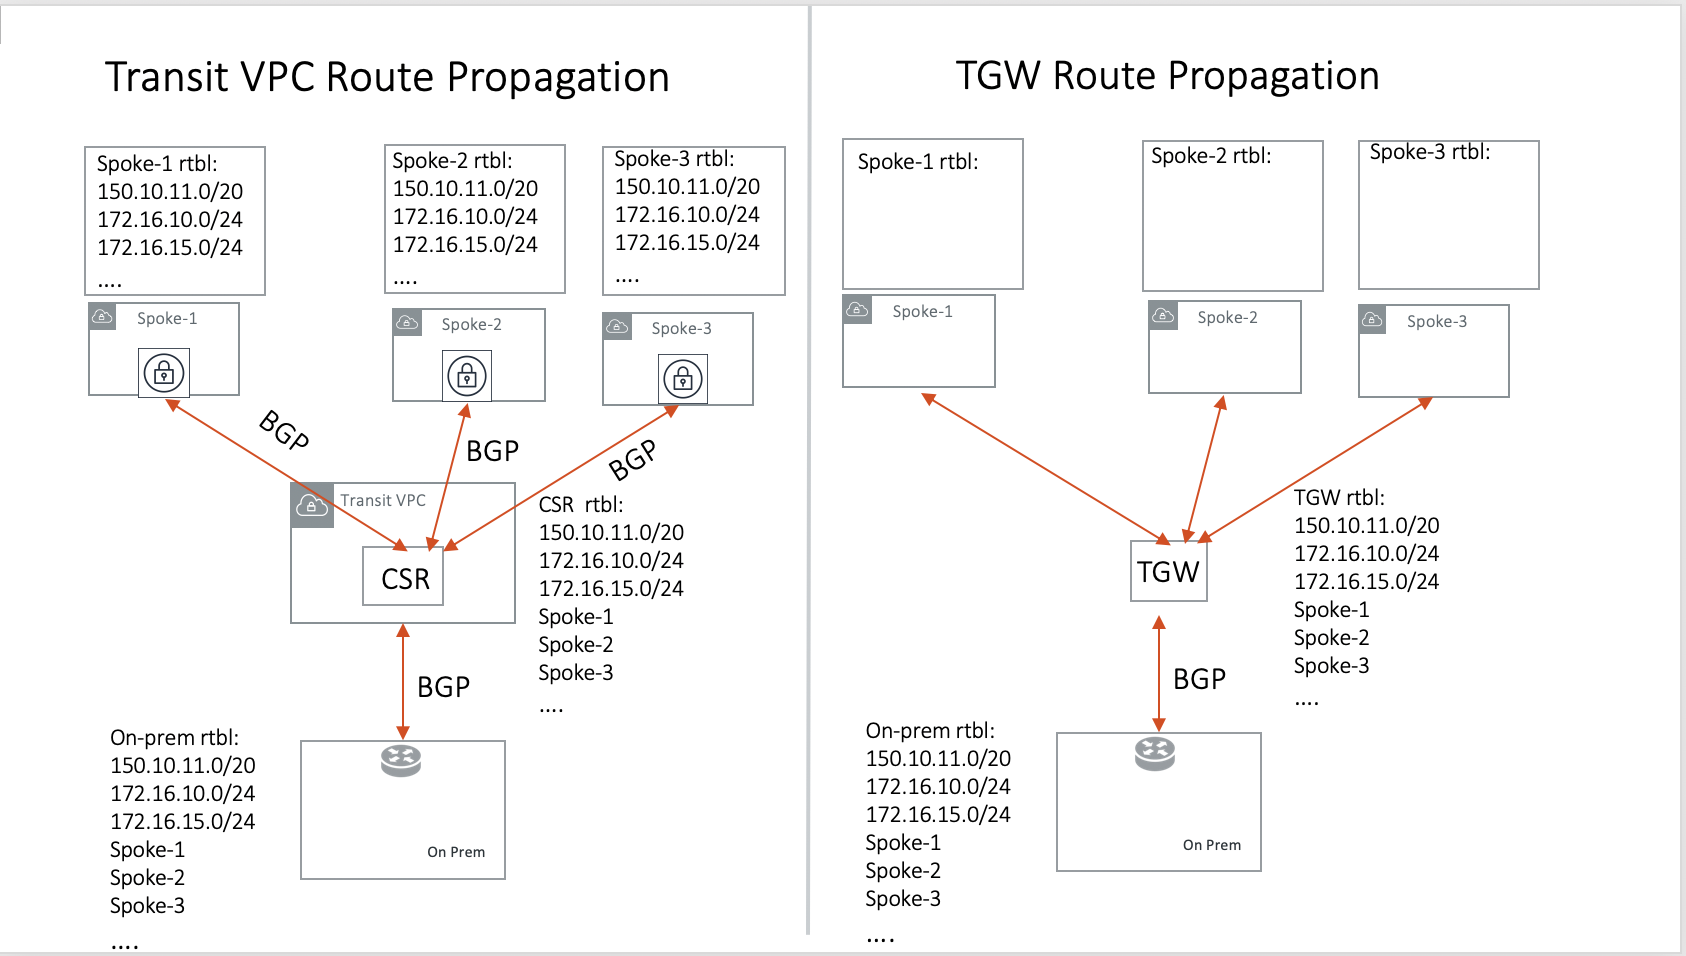 Transit VPC Route Propagation
Spoke-1 rtbl:
150.10.11.0/20
172.16.10.0/24
172.16.15.0/24
....
Spoke-2 rtbl:
150.10.11.0/20
172.16.10.0/24
172.16.15.0/24
....
Spoke-3 rtbl:
150.10.11.0/20
172.16.10.0/24
172.16.15.0/24
....
Spoke-1
Spoke-2
Spoke-3
BGP
BGP
BGP
Transit VPC
CSR
CSR rtbl:
150.10.11.0/20
172.16.10.0/24
172.16.15.0/24
Spoke-1
Spoke-2
Spoke-3
....
BGP
On-prem rtbl:
150.10.11.0/20
172.16.10.0/24
172.16.15.0/24
Spoke-1
Spoke-2
Spoke-3
....
On Prem
TGW Route Propagation
Spoke-1 rtbl:
Spoke-2 rtbl:
Spoke-3 rtbl:
Spoke-1
Spoke-2
Spoke-3
TGW
TGW rtbl:
150.10.11.0/20
172.16.10.0/24
172.16.15.0/24
Spoke-1
Spoke-2
Spoke-3
....
BGP
On-prem rtbl:
150.10.11.0/20
172.16.10.0/24
172.16.15.0/24
Spoke-1
Spoke-2
Spoke-3
....
On Prem